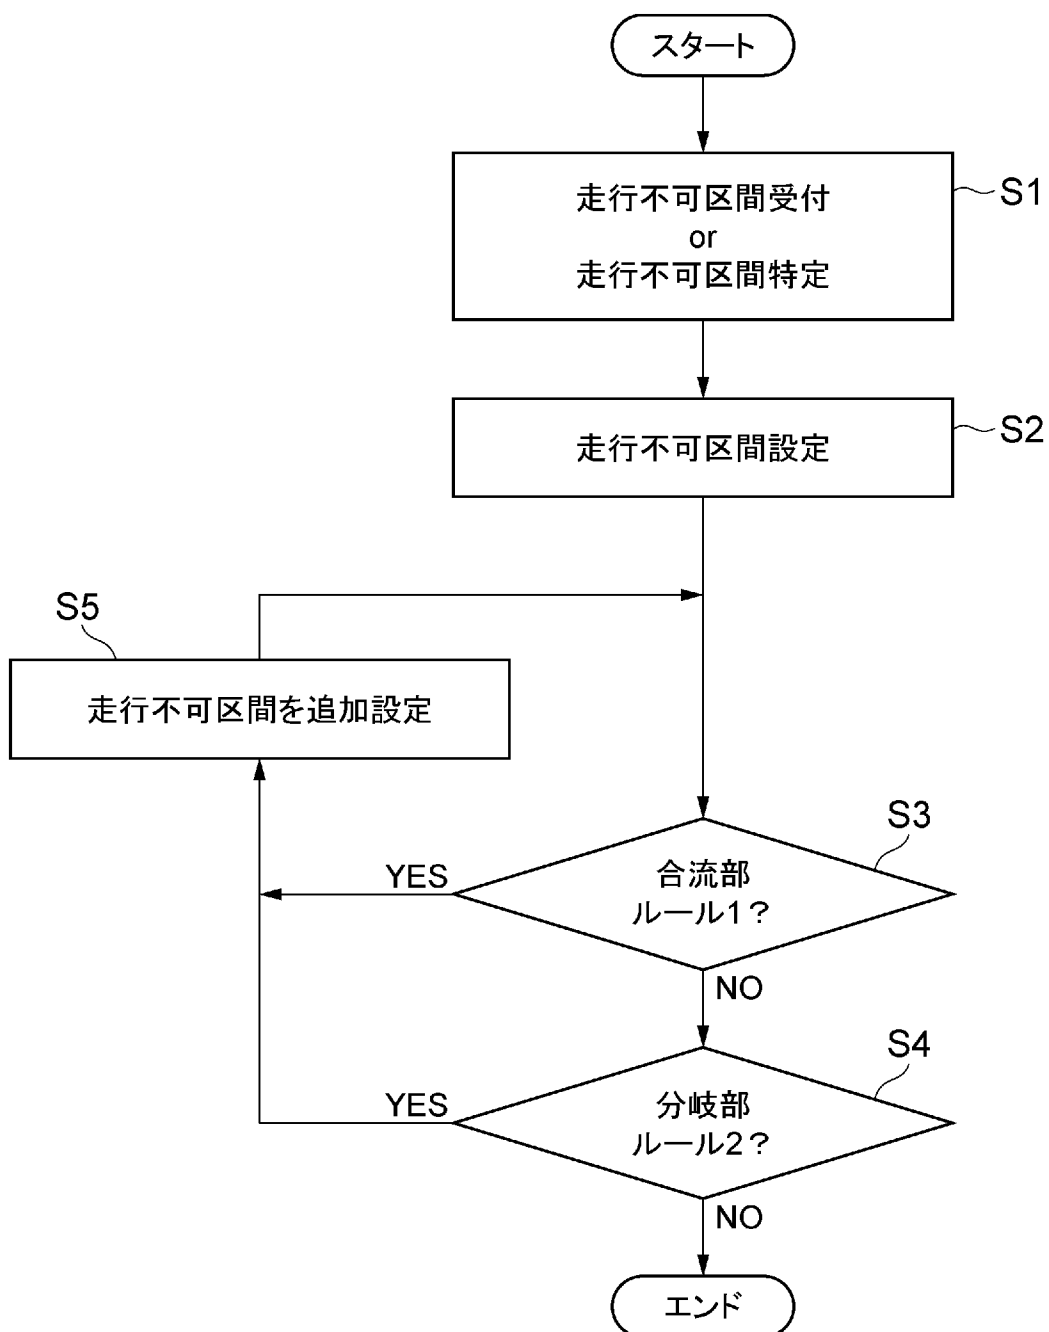 スタート
走行不可区間受付
or
走行不可区間特定
S1
走行不可区間設定
S2
S5
走行不可区間を追加設定
S3
合流部
ルール1?
YES
NO
S4
分岐部
ルール2?
YES
NO
エンド